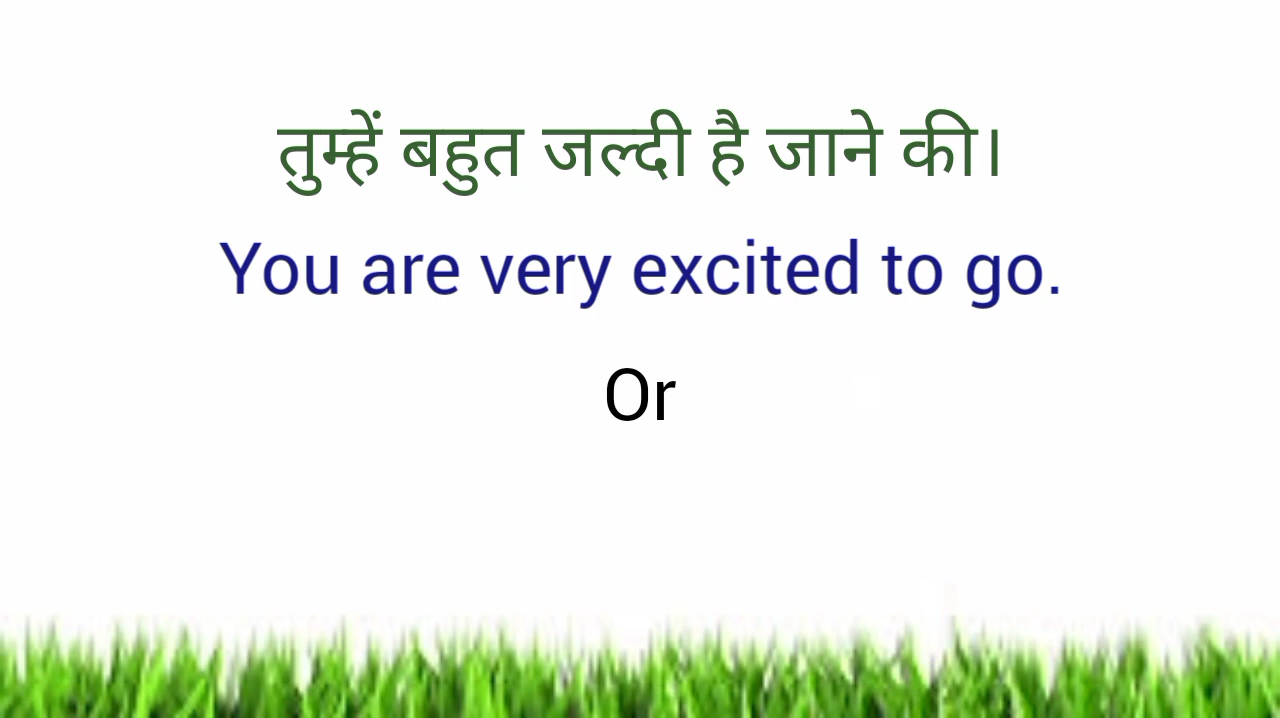 तुम्हें बहुत जल्दी है जाने की।
You are very excited to go.
Or